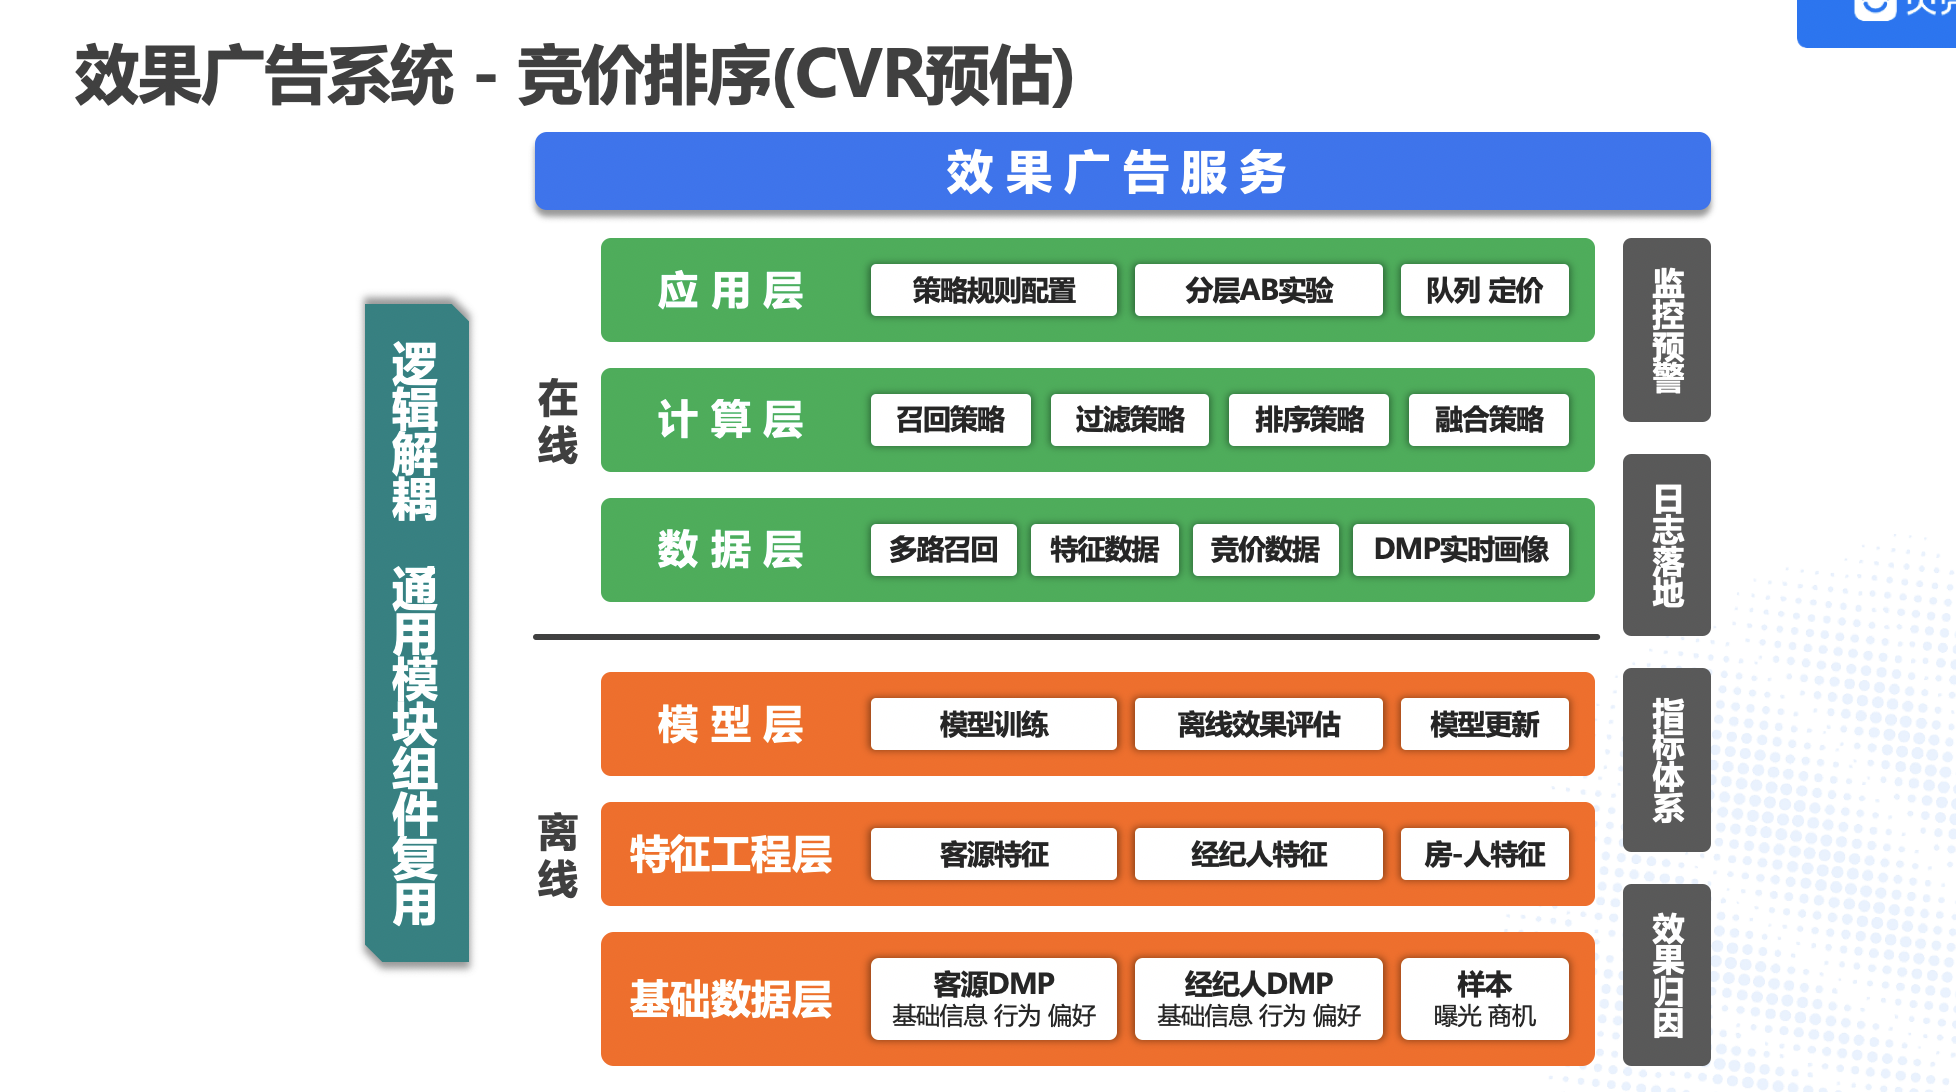 效果广告系统 - 竞价排序(CVR预估)
效果广告服务
逻辑解耦 通用模块组件复用
在线
应用层
策略规则配置
分层AB实验
队列 定价
计算层
召回策略
过滤策略
排序策略
融合策略
数据层
多路召回
特征数据
竞价数据
DMP实时画像
离线
模型层
模型训练
离线效果评估
模型更新
特征工程层
客源特征
经纪人特征
房-人特征
基础数据层
客源DMP
基础信息 行为 偏好
经纪人DMP
基础信息 行为 偏好
样本
曝光 商机
监控预警
日志落地
指标体系
效果归因